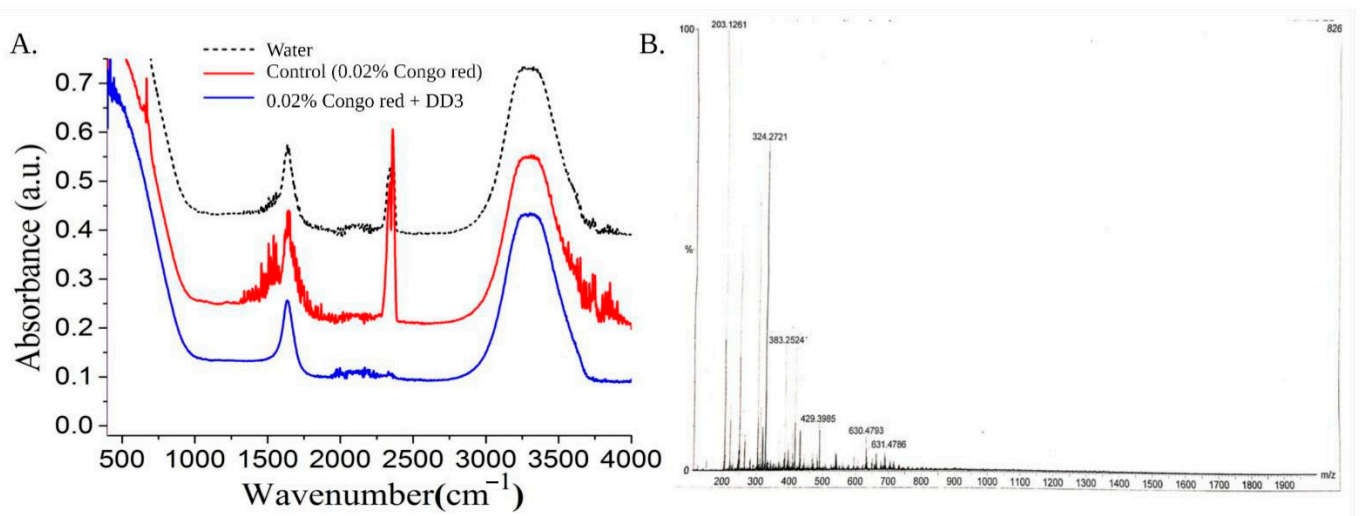 A.
Water
Control (0.02% Congo red)
0.02% Congo red + DD3
Absorbance (a.u.)
0.7
0.6
0.5
0.4
0.3
0.2
0.1
0.0
500 1000 1500 2000 2500 3000 3500 4000
Wavenumber(cm⁻¹)
B.
203.1261
826
100
324.2721
%
383.2524
429.3985
630.4793
631.4786
0
m/z
200 300 400 500 600 700 800 900 1000 1100 1200 1300 1400 1500 1600 1700 1800 1900